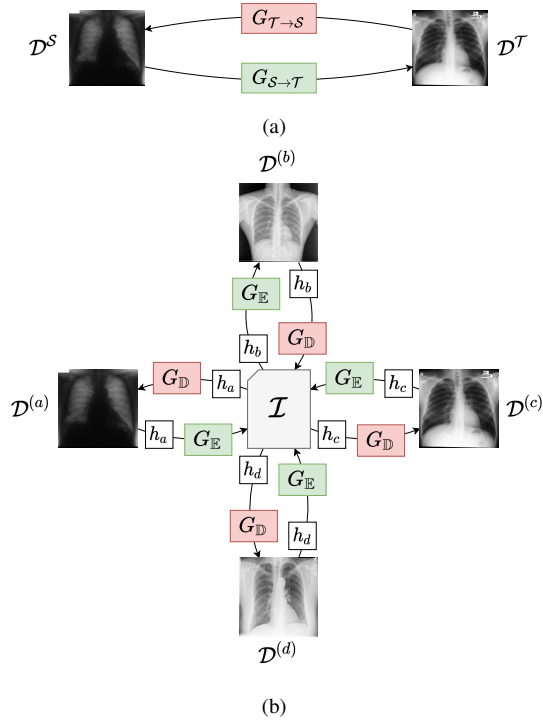 G_{𝒯→𝒮}
𝒟^𝒮
𝒟^𝒯
G_{𝒮→𝒯}
(a)
𝒟^{(b)}
G_𝔼
h_b
h_b
G_𝔻
G_𝔻
h_a
G_𝔼
h_c
𝒟^{(a)}
ℐ
𝒟^{(c)}
h_a
G_𝔼
h_c
G_𝔻
h_d
G_𝔼
G_𝔻
h_d
𝒟^{(d)}
(b)